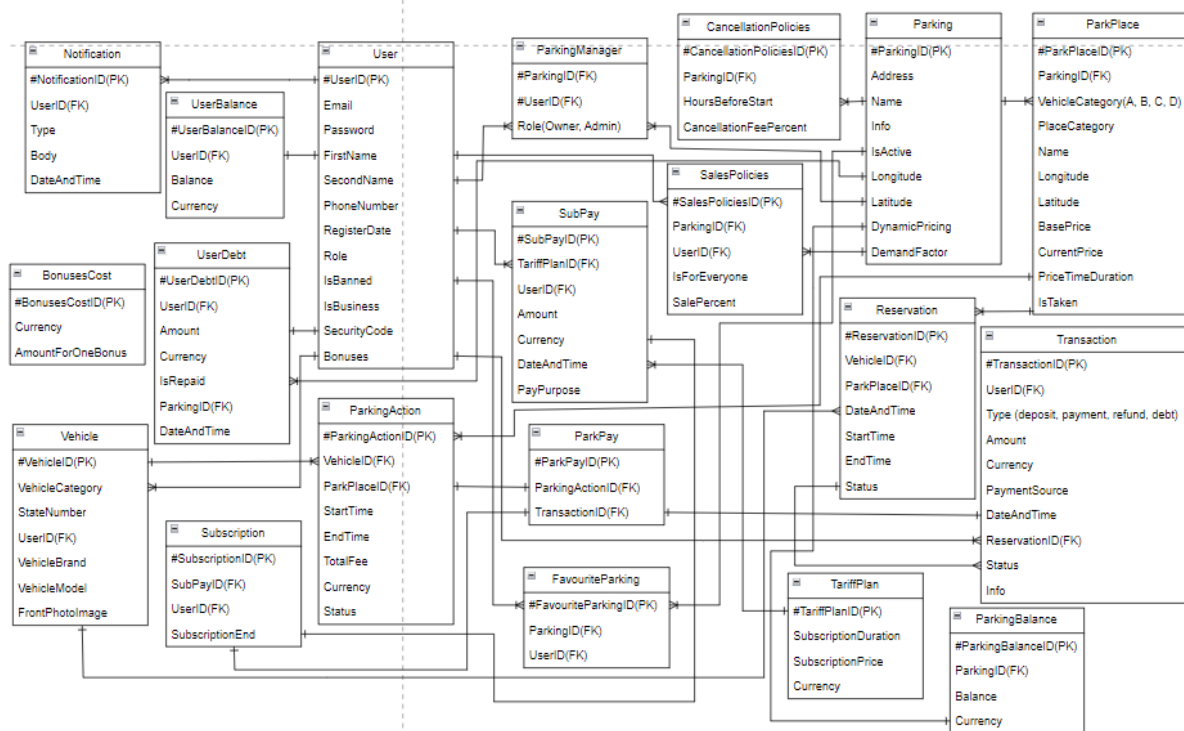 Notification
#NotificationID(PK)
UserID(FK)
Type
Body
DateAndTime
UserBalance
#UserBalanceID(PK)
UserID(FK)
Balance
Currency
User
#UserID(PK)
Email
Password
FirstName
SecondName
PhoneNumber
RegisterDate
Role
IsBanned
IsBusiness
SecurityCode
Bonuses
ParkingManager
#ParkingID(FK)
#UserID(FK)
Role(Owner, Admin)
CancellationPolicies
#CancellationPoliciesID(PK)
ParkingID(FK)
HoursBeforeStart
CancellationFeePercent
Parking
#ParkingID(PK)
Address
Name
Info
IsActive
Longitude
Latitude
DynamicPricing
DemandFactor
ParkPlace
#ParkPlaceID(PK)
ParkingID(FK)
VehicleCategory(A, B, C, D)
PlaceCategory
Name
Longitude
Latitude
BasePrice
CurrentPrice
PriceTimeDuration
IsTaken
SalesPolicies
#SalesPoliciesID(PK)
ParkingID(FK)
UserID(FK)
IsForEveryone
SalePercent
SubPay
#SubPayID(PK)
TariffPlanID(FK)
UserID(FK)
Amount
Currency
DateAndTime
PayPurpose
UserDebt
#UserDebtID(PK)
UserID(FK)
Amount
Currency
IsRepaid
ParkingID(FK)
DateAndTime
BonusesCost
#BonusesCostID(PK)
Currency
AmountForOneBonus
Reservation
#ReservationID(PK)
VehicleID(FK)
ParkPlaceID(FK)
DateAndTime
StartTime
EndTime
Status
Transaction
#TransactionID(PK)
UserID(FK)
Type (deposit, payment, refund, debt)
Amount
Currency
PaymentSource
DateAndTime
ReservationID(FK)
Status
Info
Vehicle
#VehicleID(PK)
VehicleCategory
StateNumber
UserID(FK)
VehicleBrand
VehicleModel
FrontPhotoImage
ParkingAction
#ParkingActionID(PK)
VehicleID(FK)
ParkPlaceID(FK)
StartTime
EndTime
TotalFee
Currency
Status
ParkPay
#ParkPayID(PK)
ParkingActionID(FK)
TransactionID(FK)
Subscription
#SubscriptionID(PK)
SubPayID(FK)
UserID(FK)
SubscriptionEnd
FavouriteParking
#FavouriteParkingID(PK)
ParkingID(FK)
UserID(FK)
TariffPlan
#TariffPlanID(PK)
SubscriptionDuration
SubscriptionPrice
Currency
ParkingBalance
#ParkingBalanceID(PK)
ParkingID(FK)
Balance
Currency